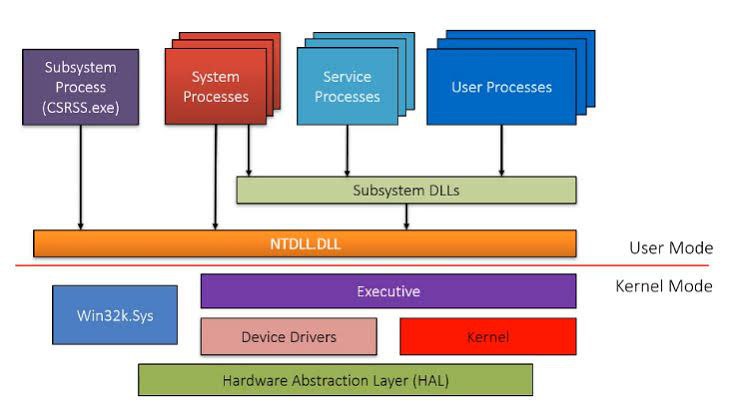 Subsystem
Process
(CSRSS.exe)
System
Processes
Service
Processes
User Processes
Subsystem DLLs
NTDLL.DLL
User Mode
Kernel Mode
Executive
Win32k.Sys
Device Drivers
Kernel
Hardware Abstraction Layer (HAL)